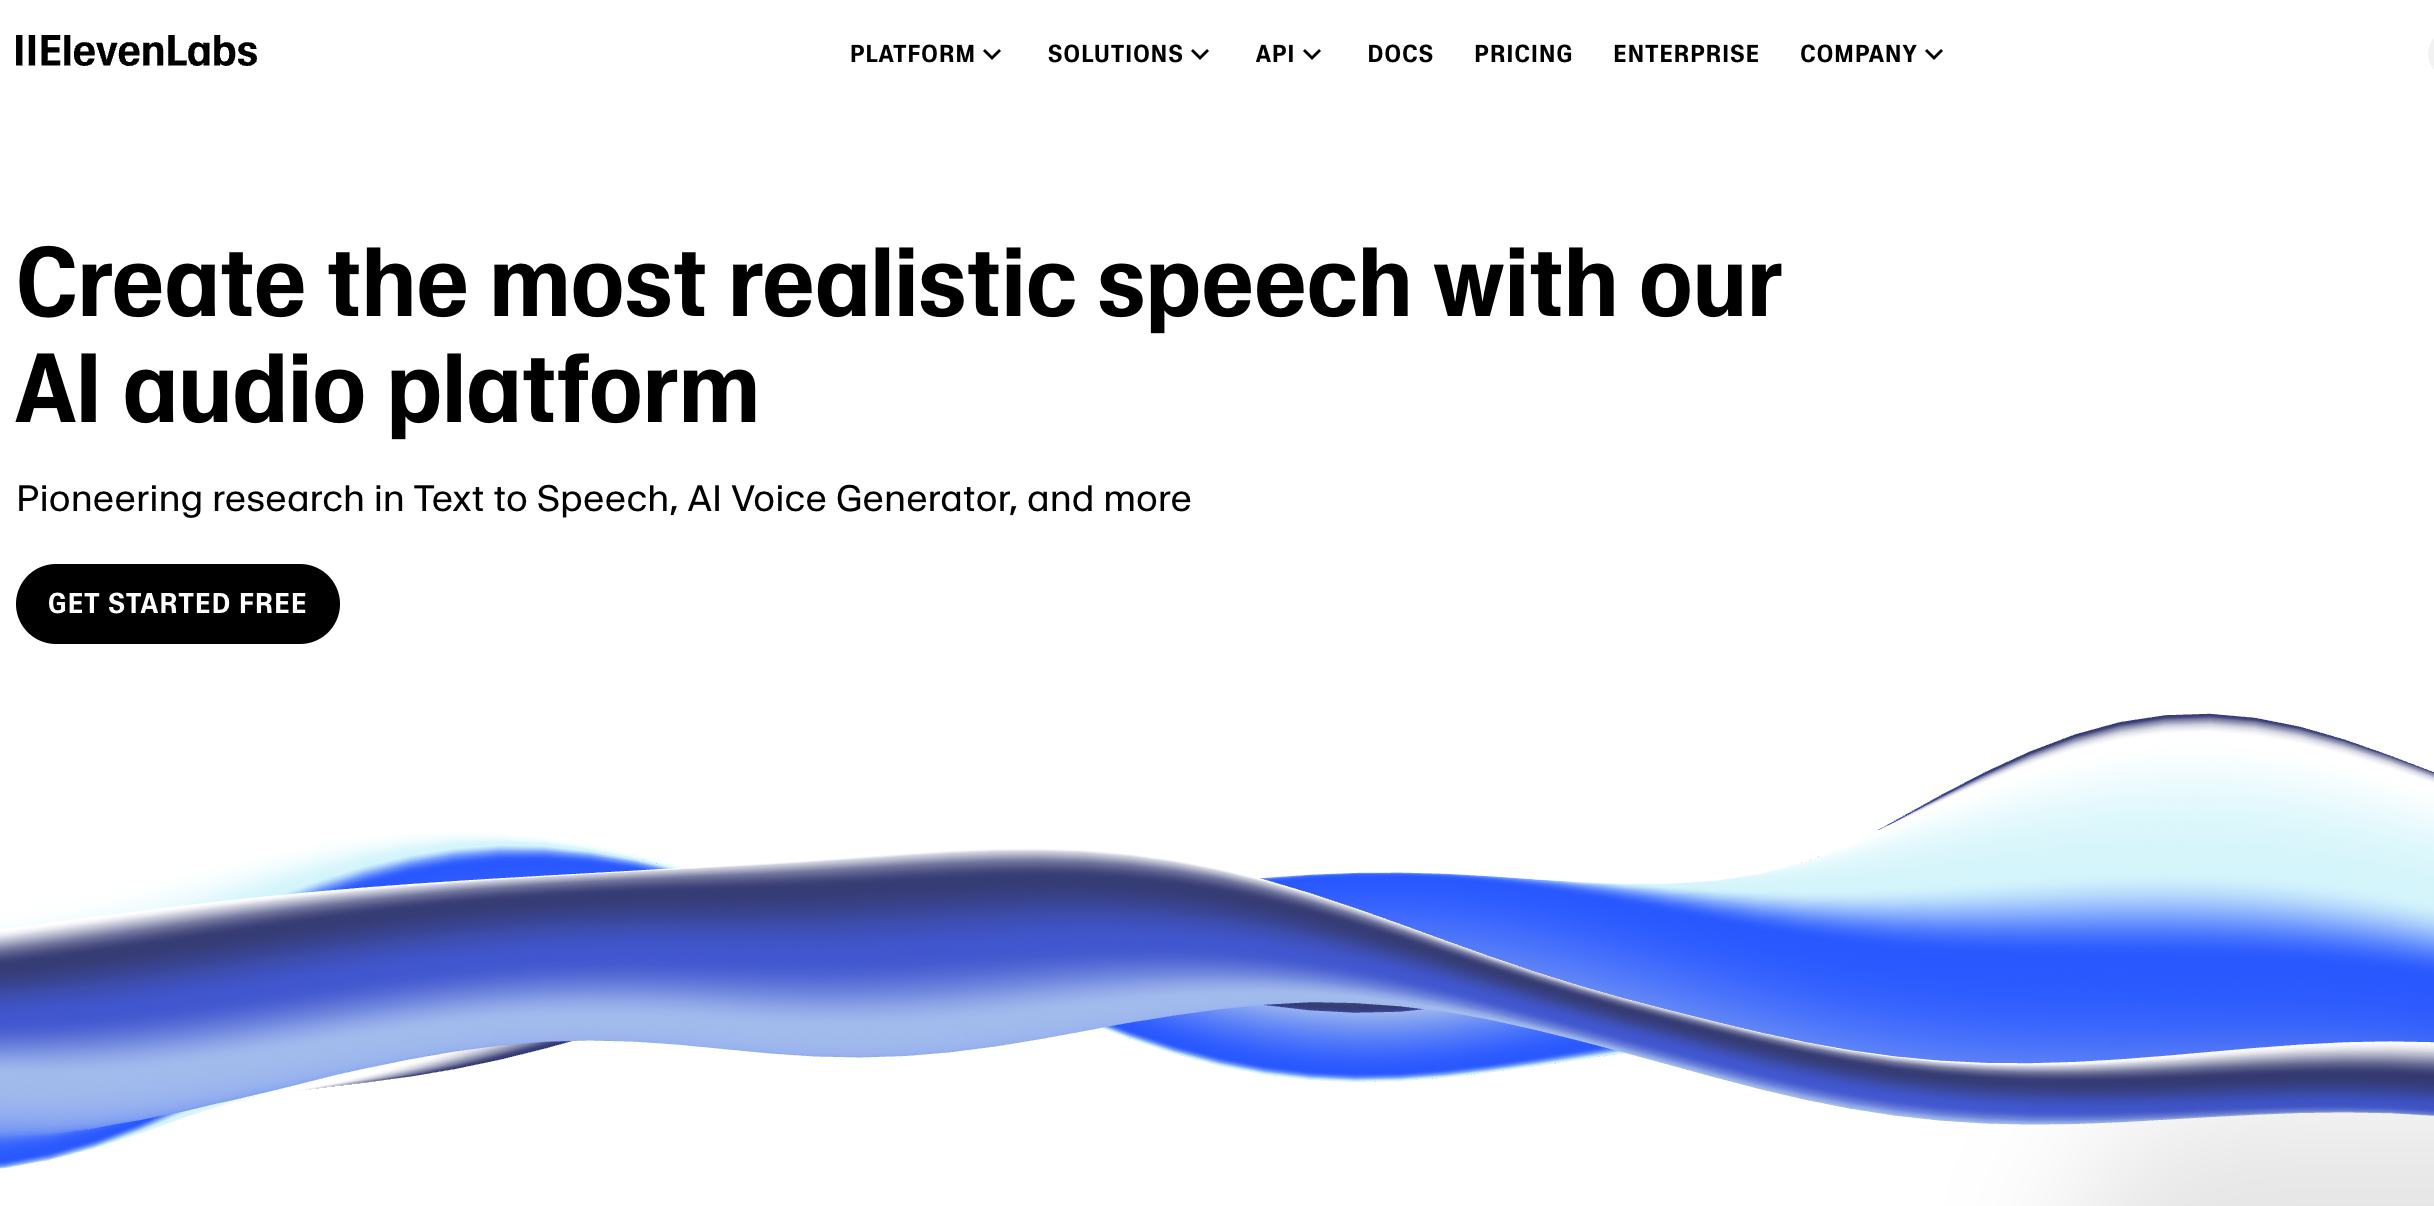 IIElevenLabs
PLATFORM SOLUTIONS API DOCS PRICING ENTERPRISE COMPANY
Create the most realistic speech with our
AI audio platform
Pioneering research in Text to Speech, AI Voice Generator, and more
GET STARTED FREE